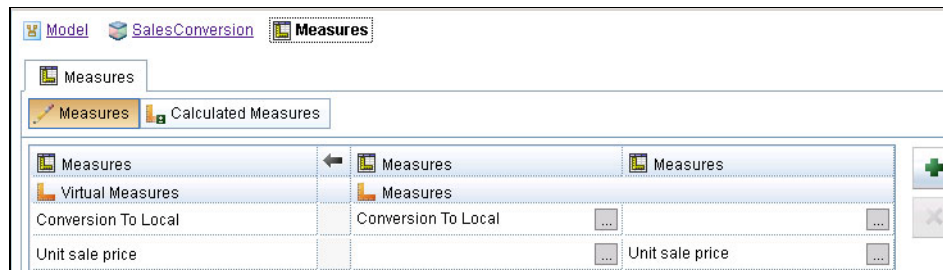 Model SalesConversion Measures
Measures
Measures Calculated Measures
Measures Measures Measures
Virtual Measures Measures
Conversion To Local Conversion To Local ... ...
Unit sale price ... Unit sale price ...